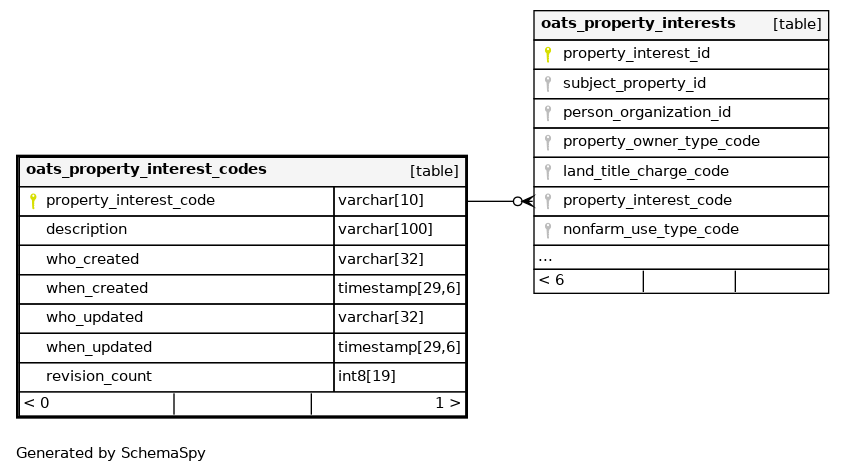 oats_property_interests [table]
property_interest_id
subject_property_id
person_organization_id
property_owner_type_code
land_title_charge_code
property_interest_code
nonfarm_use_type_code
...
< 6
oats_property_interest_codes [table]
property_interest_code varchar[10]
description varchar[100]
who_created varchar[32]
when_created timestamp[29,6]
who_updated varchar[32]
when_updated timestamp[29,6]
revision_count int8[19]
< 0 1 >
Generated by SchemaSpy